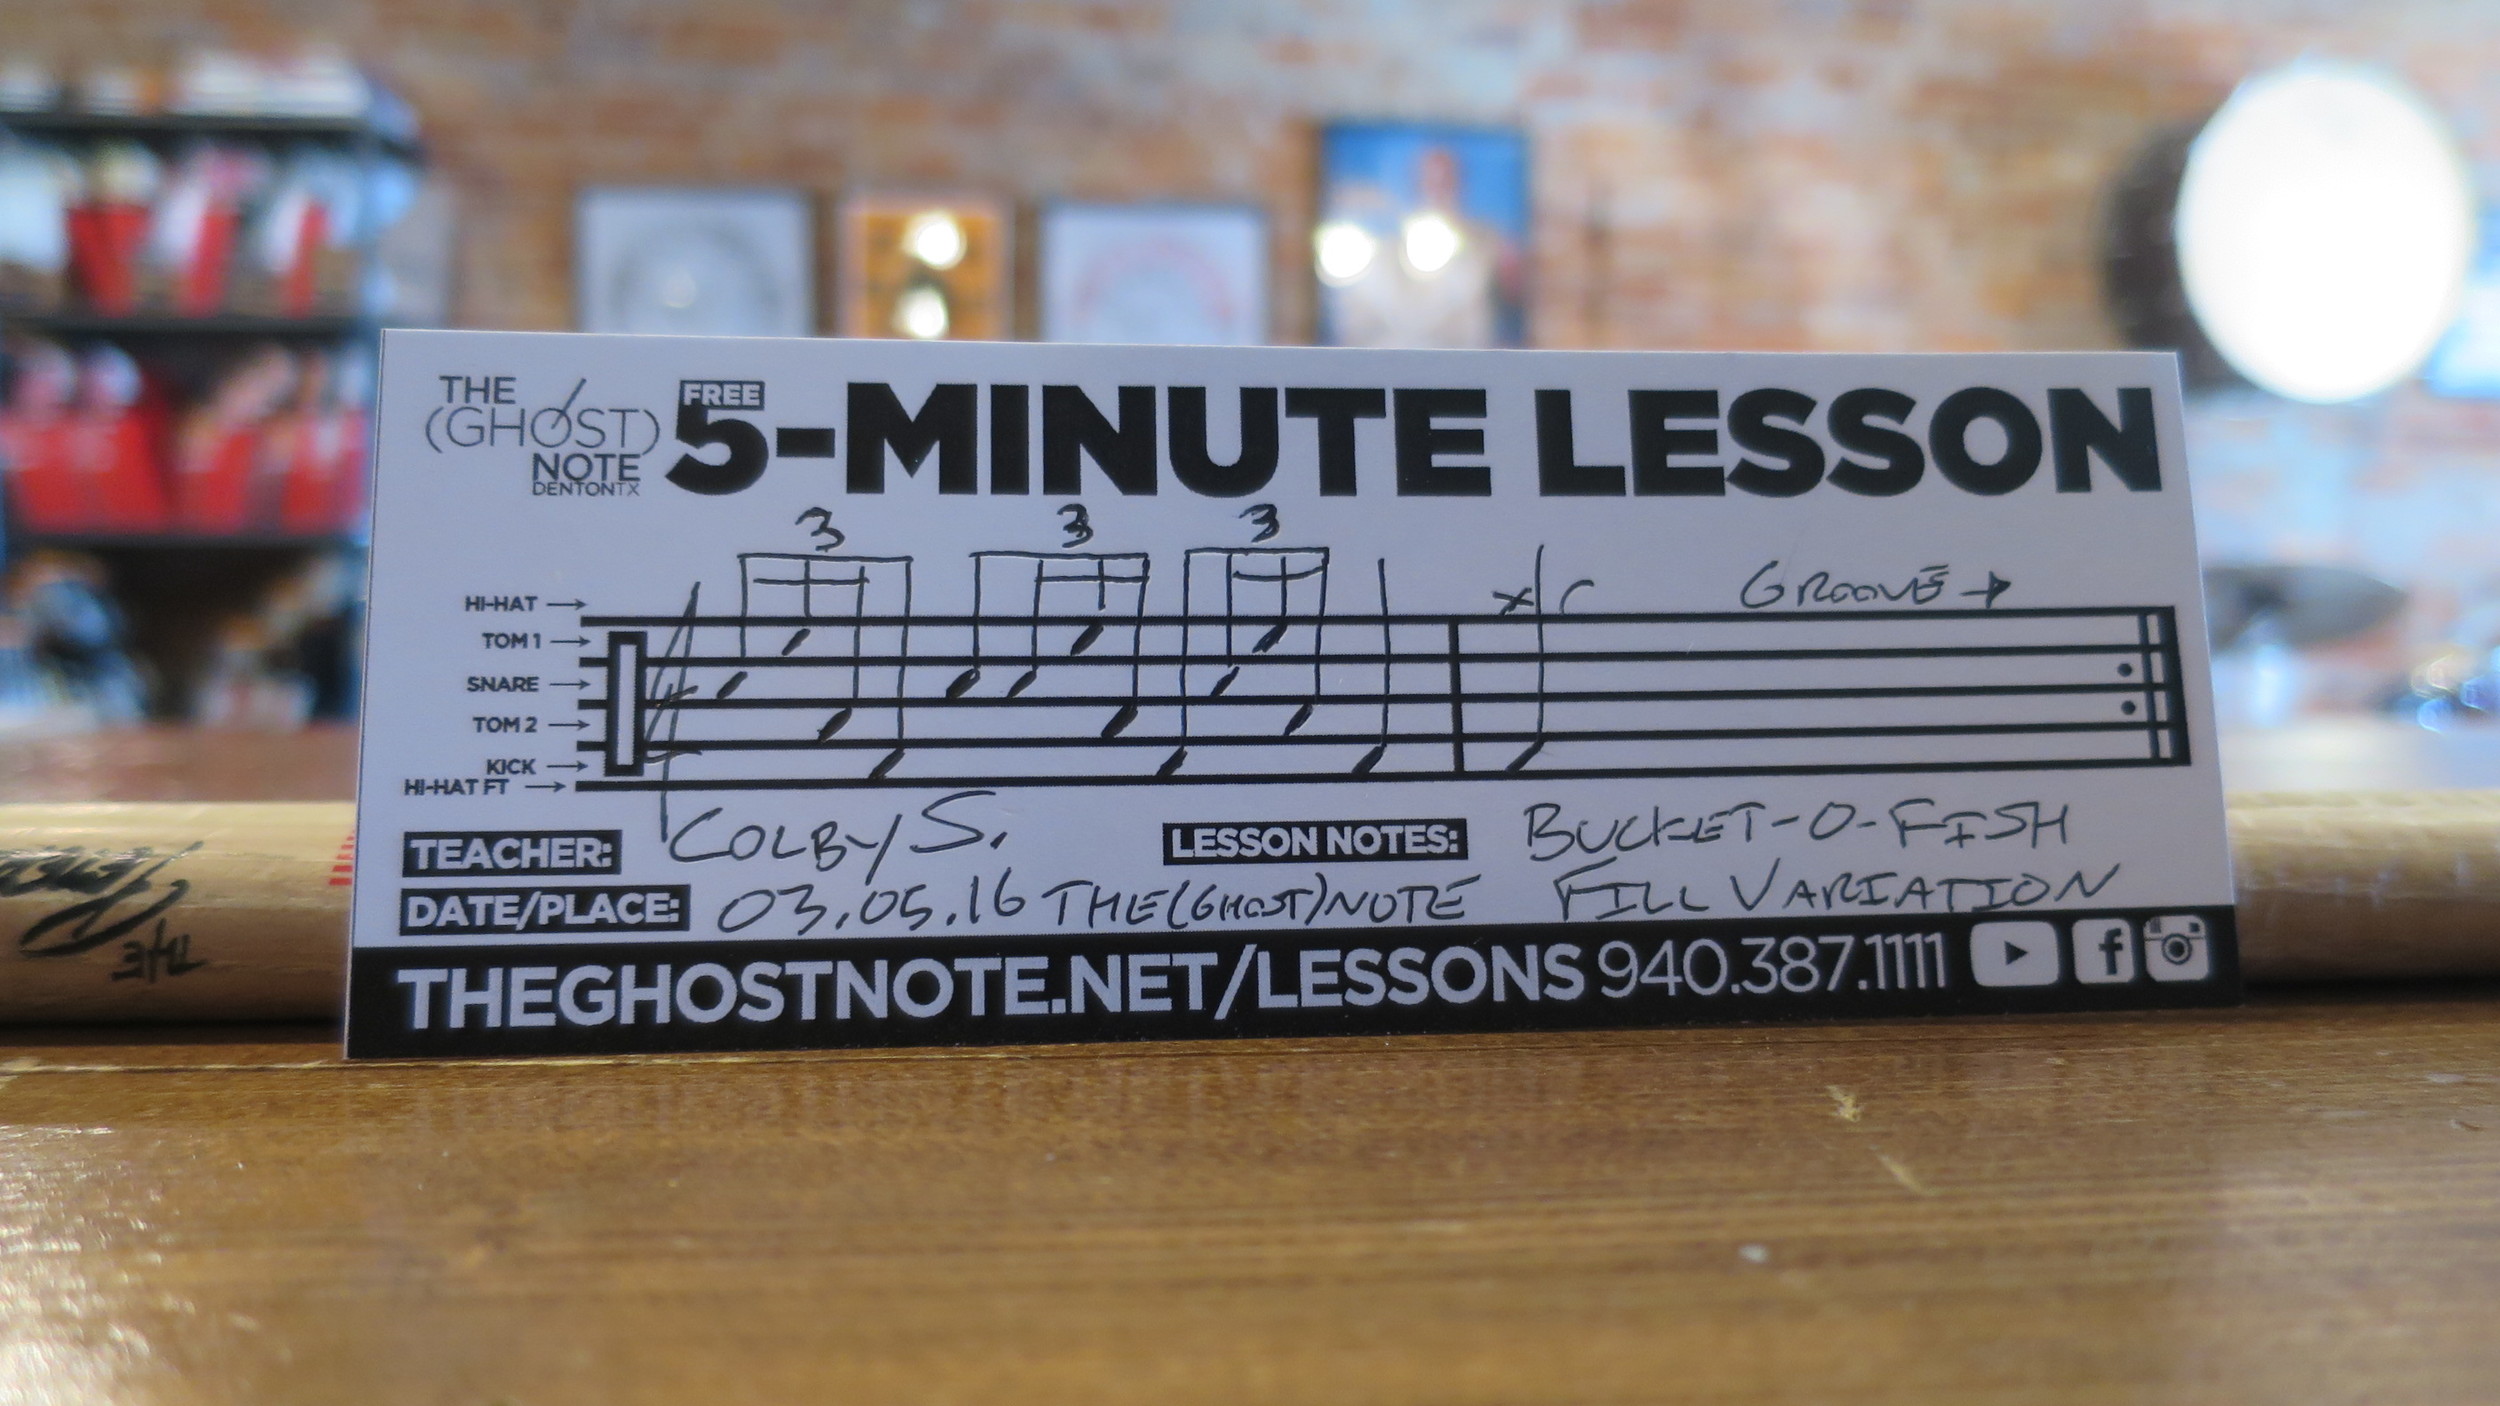 THE
(GHOST)
NOTE
DENTONTX
FREE
5-MINUTE LESSON
3 3 3
HI-HAT
TOM 1
SNARE
TOM 2
KICK
HI-HAT FT
GROOVE
TEACHER: COLBY S.
DATE/PLACE: 03.05.16 THE (GHOST) NOTE
LESSON NOTES: BUCKET-O-FISH
FILL VARIATION
THEGHOSTNOTE.NET/LESSONS 940.387.1111